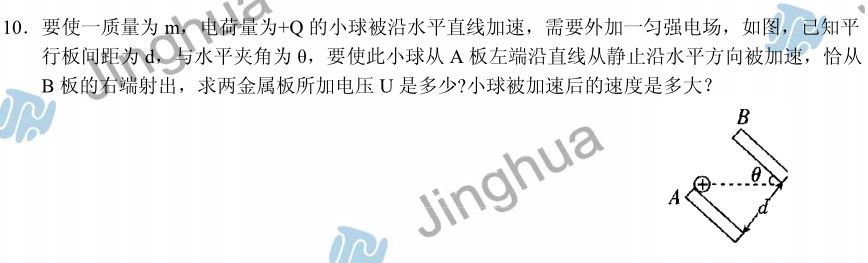 10．要使一质量为 m，电荷量为+Q 的小球被沿水平直线加速，需要外加一匀强电场，如图，已知平
行板间距为 d，与水平夹角为 θ，要使此小球从 A 板左端沿直线从静止沿水平方向被加速，恰从
B 板的右端射出，求两金属板所加电压 U 是多少?小球被加速后的速度是多大?
B
θ
A
d
Jinghua
Jinghua